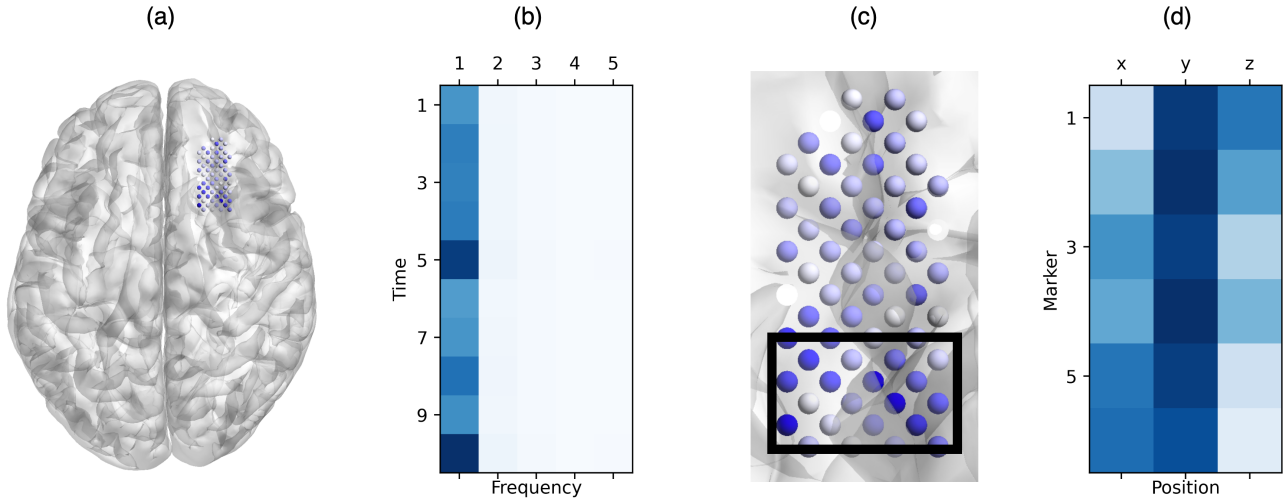 (a)
(b)
(c)
(d)
1 2 3 4 5
1
3
5
7
9
Time
Frequency
x y z
1
3
5
Marker
Position